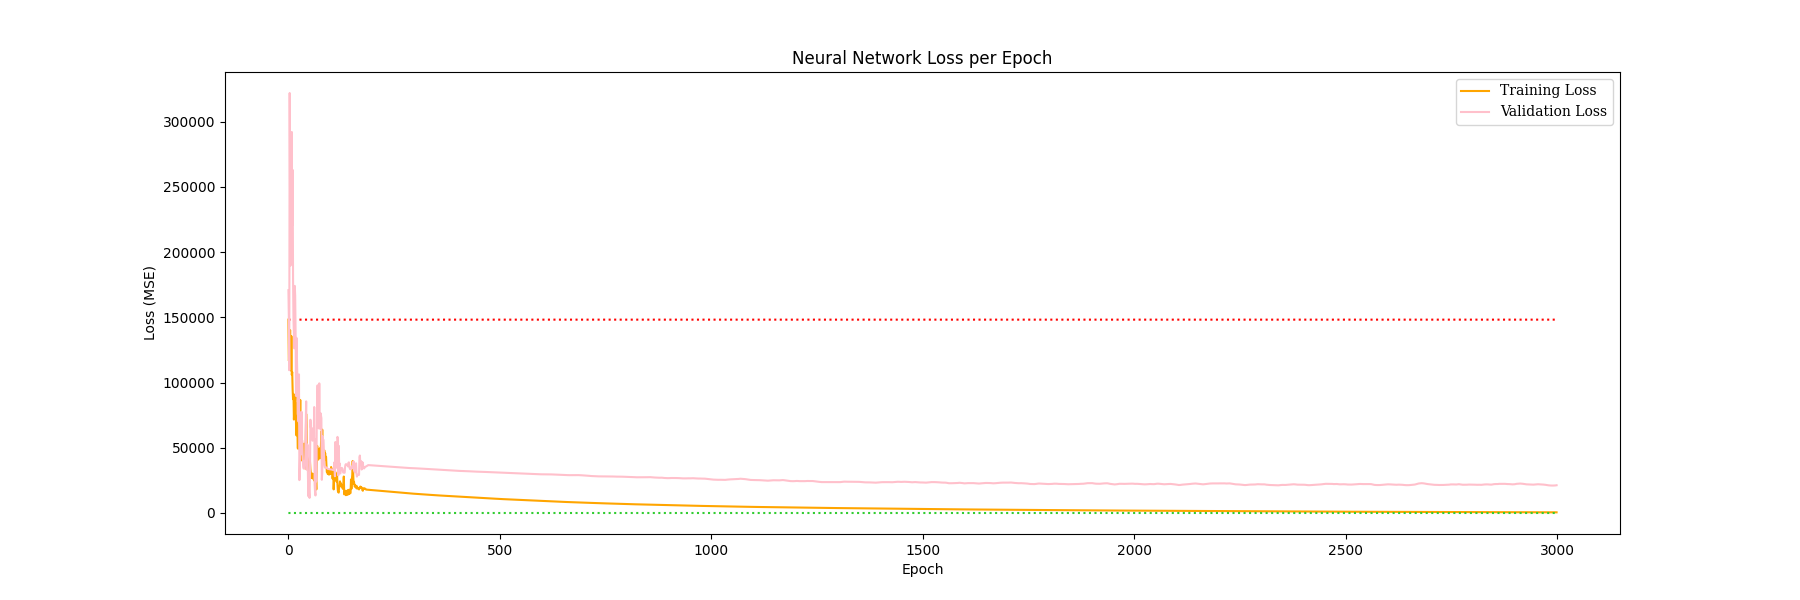 Neural Network Loss per Epoch
Training Loss
Validation Loss
Loss (MSE)
300000
250000
200000
150000
100000
50000
0
0 500 1000 1500 2000 2500 3000
Epoch